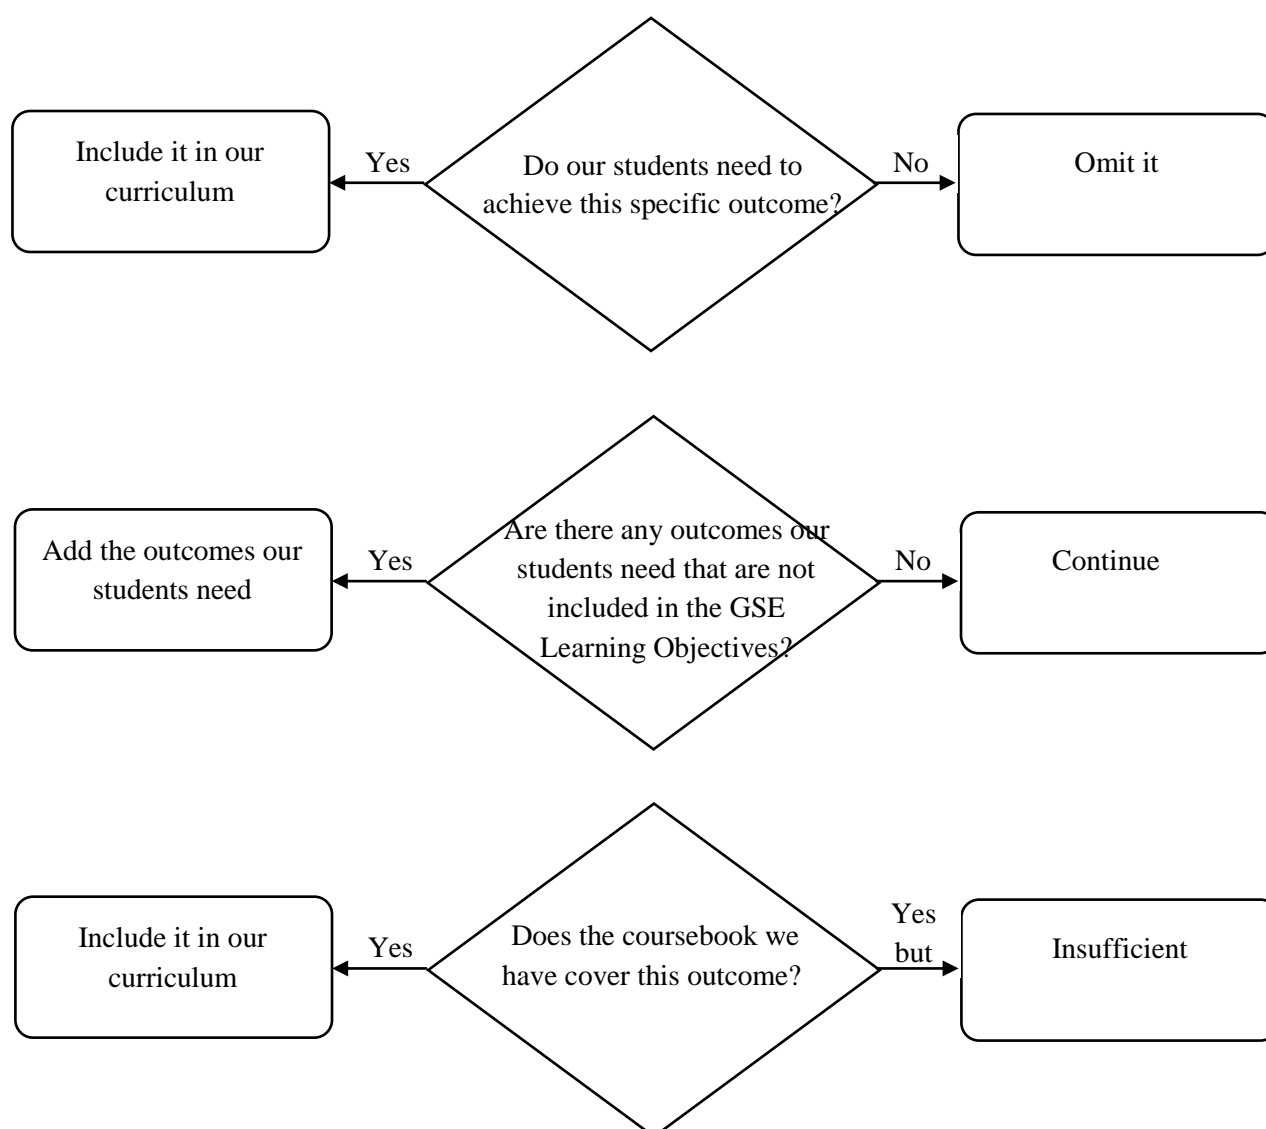 Include it in our
curriculum
Yes
Do our students need to
achieve this specific outcome?
No
Omit it
Add the outcomes our
students need
Yes
Are there any outcomes our
students need that are not
included in the GSE
Learning Objectives?
No
Continue
Include it in our
curriculum
Yes
Does the coursebook we
have cover this outcome?
Yes
but
Insufficient